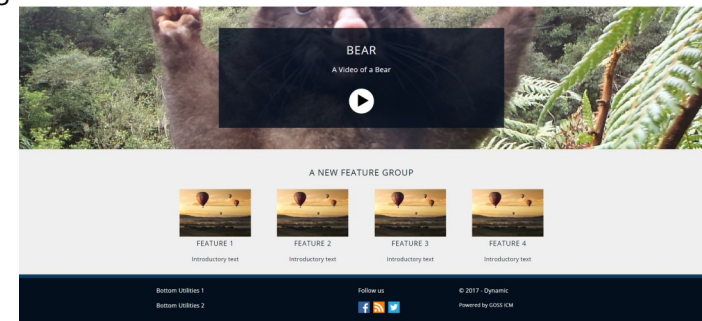 BEAR
A Video of a Bear
A NEW FEATURE GROUP
FEATURE 1 FEATURE 2 FEATURE 3 FEATURE 4
Introductory text Introductory text Introductory text Introductory text
Bottom Utilities 1 Follow us © 2017 - Dynamic
Bottom Utilities 2 Powered by GOSS iCM